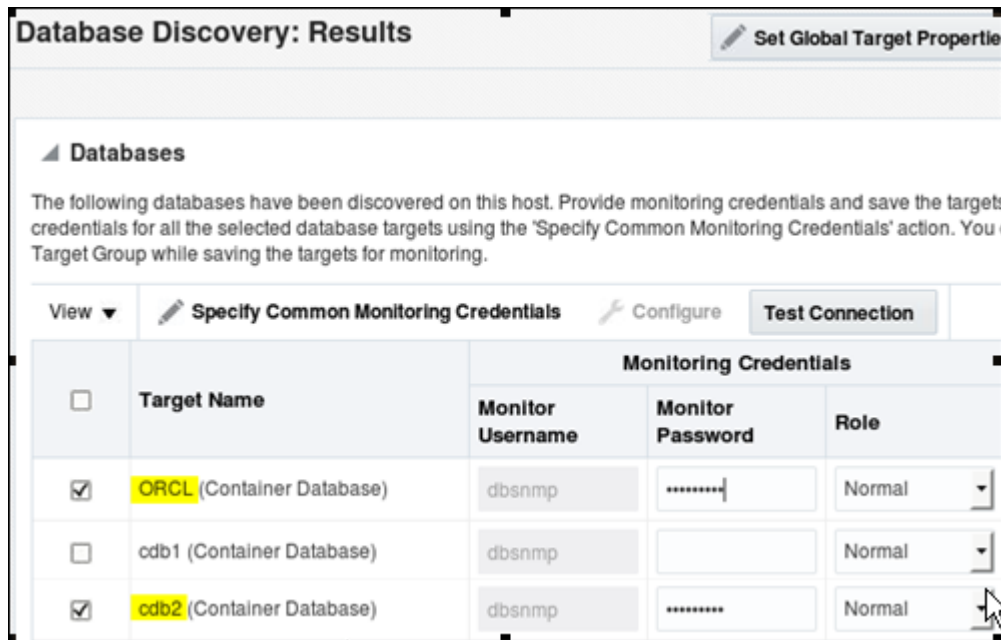 Database Discovery: Results
Set Global Target Propertie
Databases
The following databases have been discovered on this host. Provide monitoring credentials and save the targets
credentials for all the selected database targets using the 'Specify Common Monitoring Credentials' action. You
Target Group while saving the targets for monitoring.
View Specify Common Monitoring Credentials Configure Test Connection
Monitoring Credentials
Target Name
Monitor Username
Monitor Password
Role
ORCL (Container Database) dbsnmp ••••••••• Normal
cdb1 (Container Database) dbsnmp Normal
cdb2 (Container Database) dbsnmp ••••••••• Normal